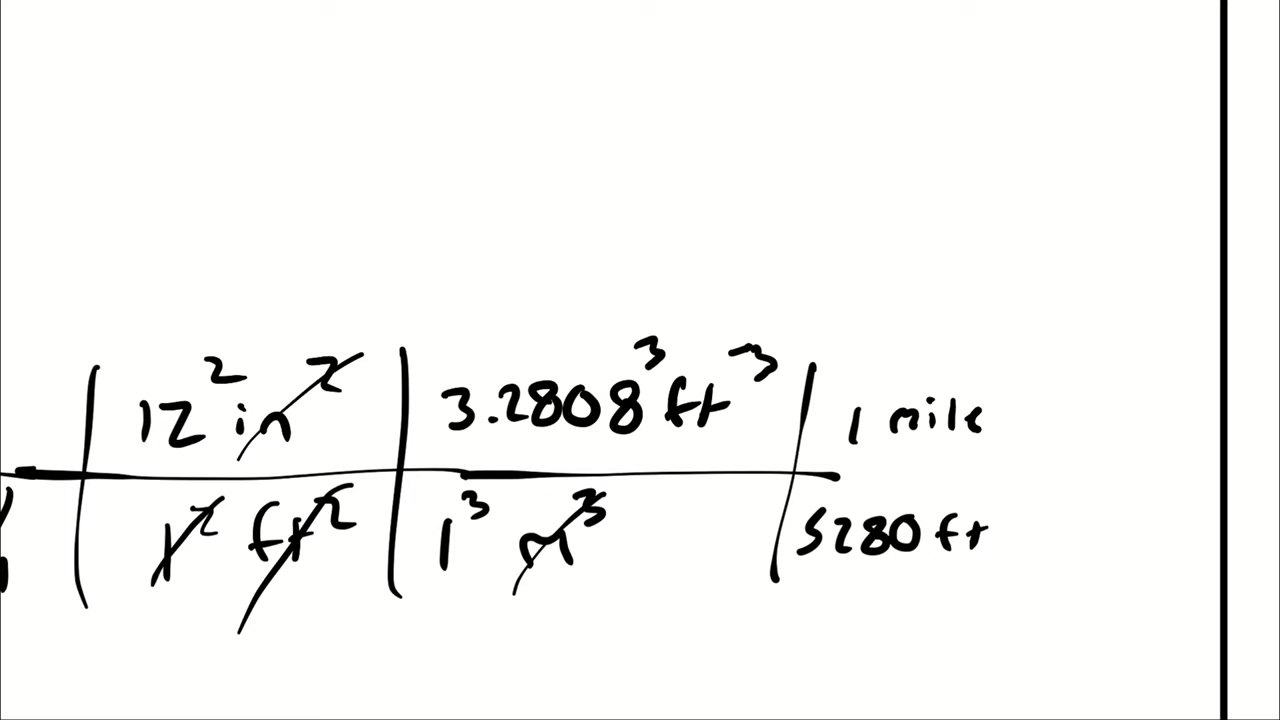 12² in² | 3.2808³ ft³ | 1 mile
1² ft² | 1³ m³ | 5280 ft